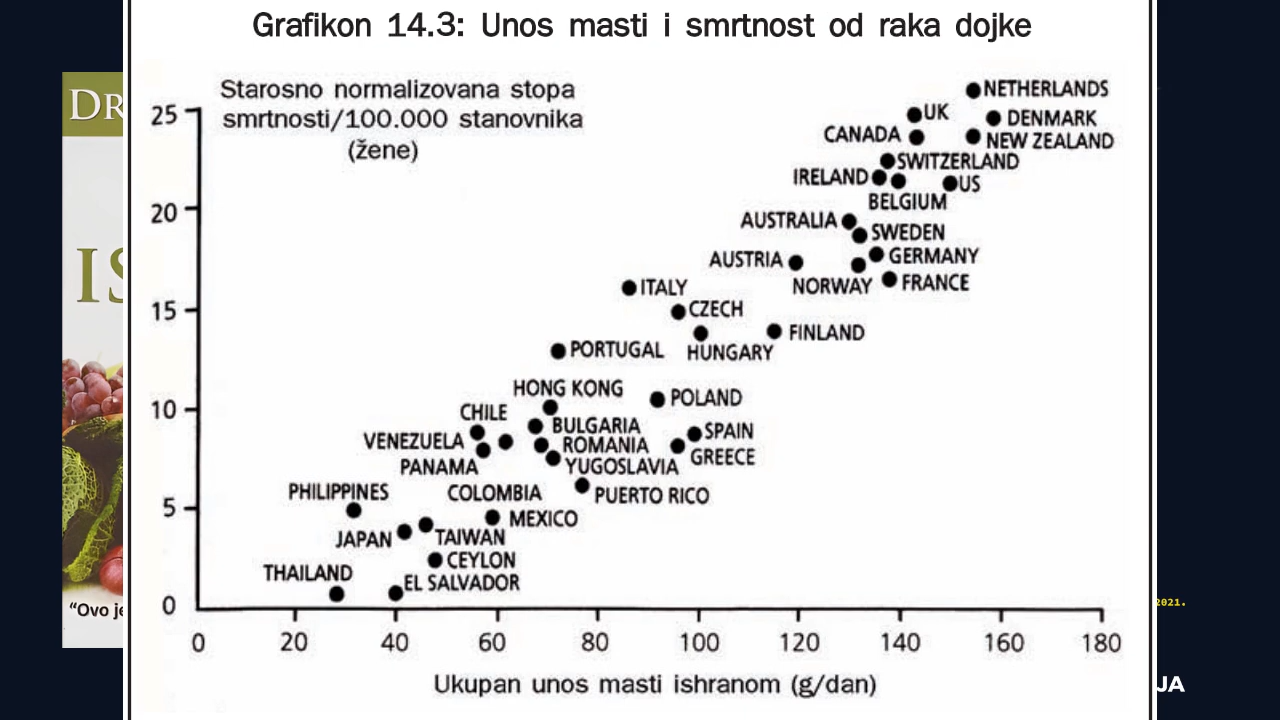 Grafikon 14.3: Unos masti i smrtnost od raka dojke
Starosno normalizovana stopa
smrtnosti/100.000 stanovnika
(žene)
25
20
15
10
5
0
NETHERLANDS
UK
DENMARK
CANADA
NEW ZEALAND
SWITZERLAND
IRELAND
US
BELGIUM
AUSTRALIA
SWEDEN
GERMANY
AUSTRIA
NORWAY
FRANCE
ITALY
CZECH
FINLAND
HUNGARY
PORTUGAL
HONG KONG
POLAND
CHILE
BULGARIA
SPAIN
VENEZUELA
ROMANIA
GREECE
PANAMA
YUGOSLAVIA
PHILIPPINES
COLOMBIA
PUERTO RICO
MEXICO
JAPAN
TAIWAN
CEYLON
THAILAND
EL SALVADOR
0 20 40 60 80 100 120 140 160 180
Ukupan unos masti ishranom (g/dan)
DR
IS
“Ovo je
2021.
JA